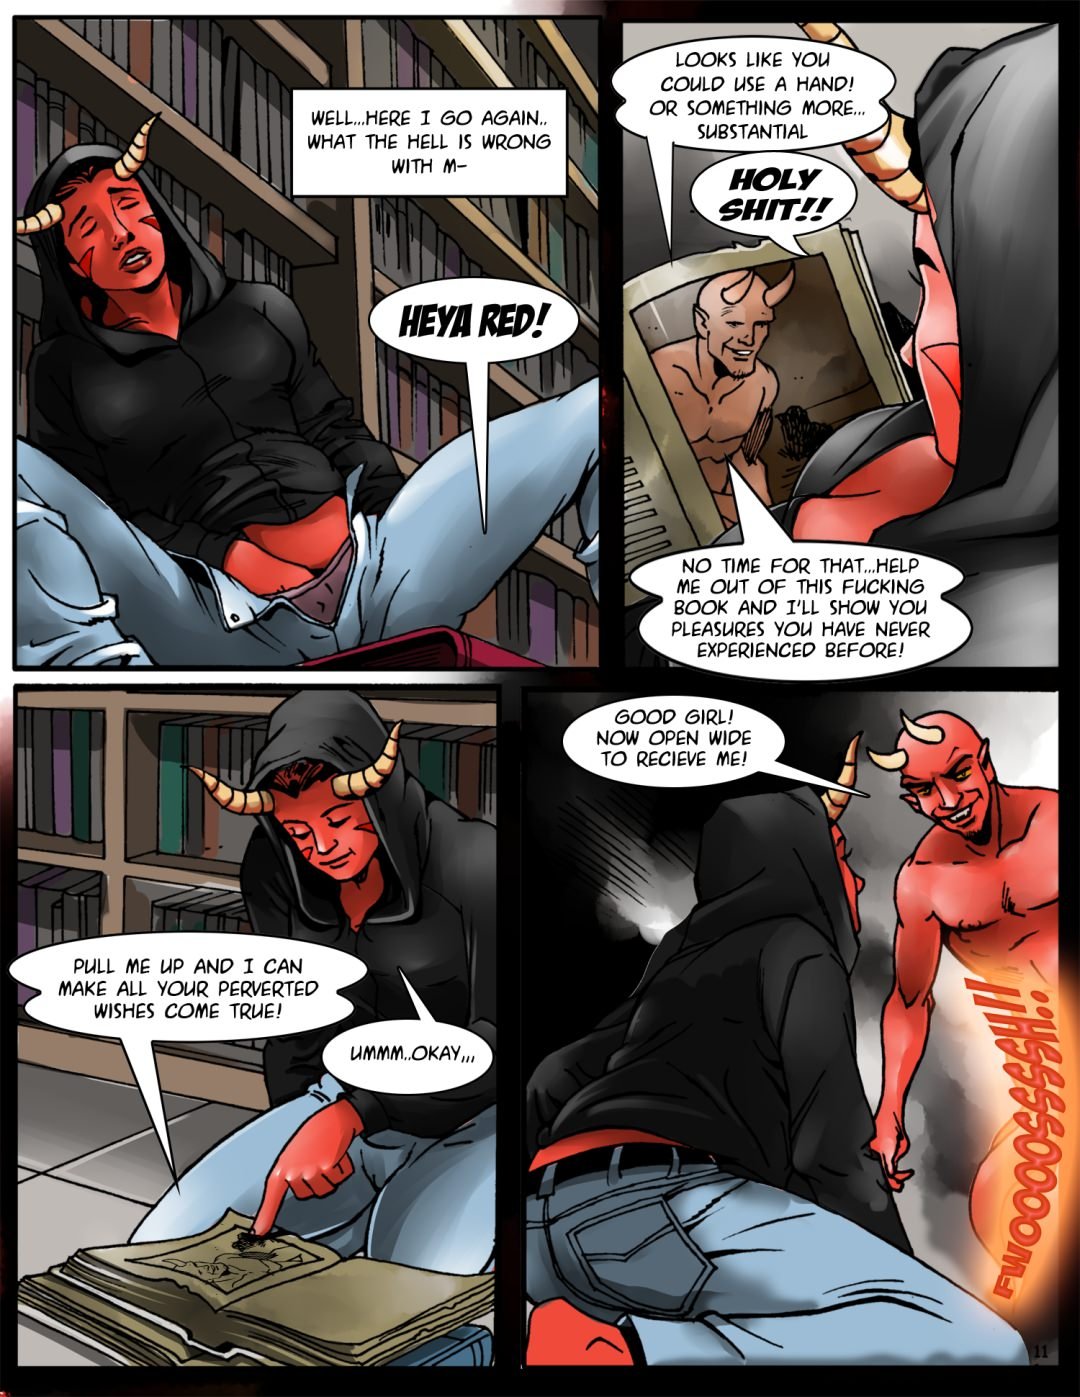 WELL...HERE I GO AGAIN..
WHAT THE HELL IS WRONG
WITH M-
HEYA RED!
LOOKS LIKE YOU
COULD USE A HAND!
OR SOMETHING MORE...
SUBSTANTIAL
HOLY
SHIT!!
NO TIME FOR THAT...HELP
ME OUT OF THIS FUCKING
BOOK AND I'LL SHOW YOU
PLEASURES YOU HAVE NEVER
EXPERIENCED BEFORE!
PULL ME UP AND I CAN
MAKE ALL YOUR PERVERTED
WISHES COME TRUE!
UMMM..OKAY,,,
GOOD GIRL!
NOW OPEN WIDE
TO RECIEVE ME!
FWOOOOSSSSSH!!..
11